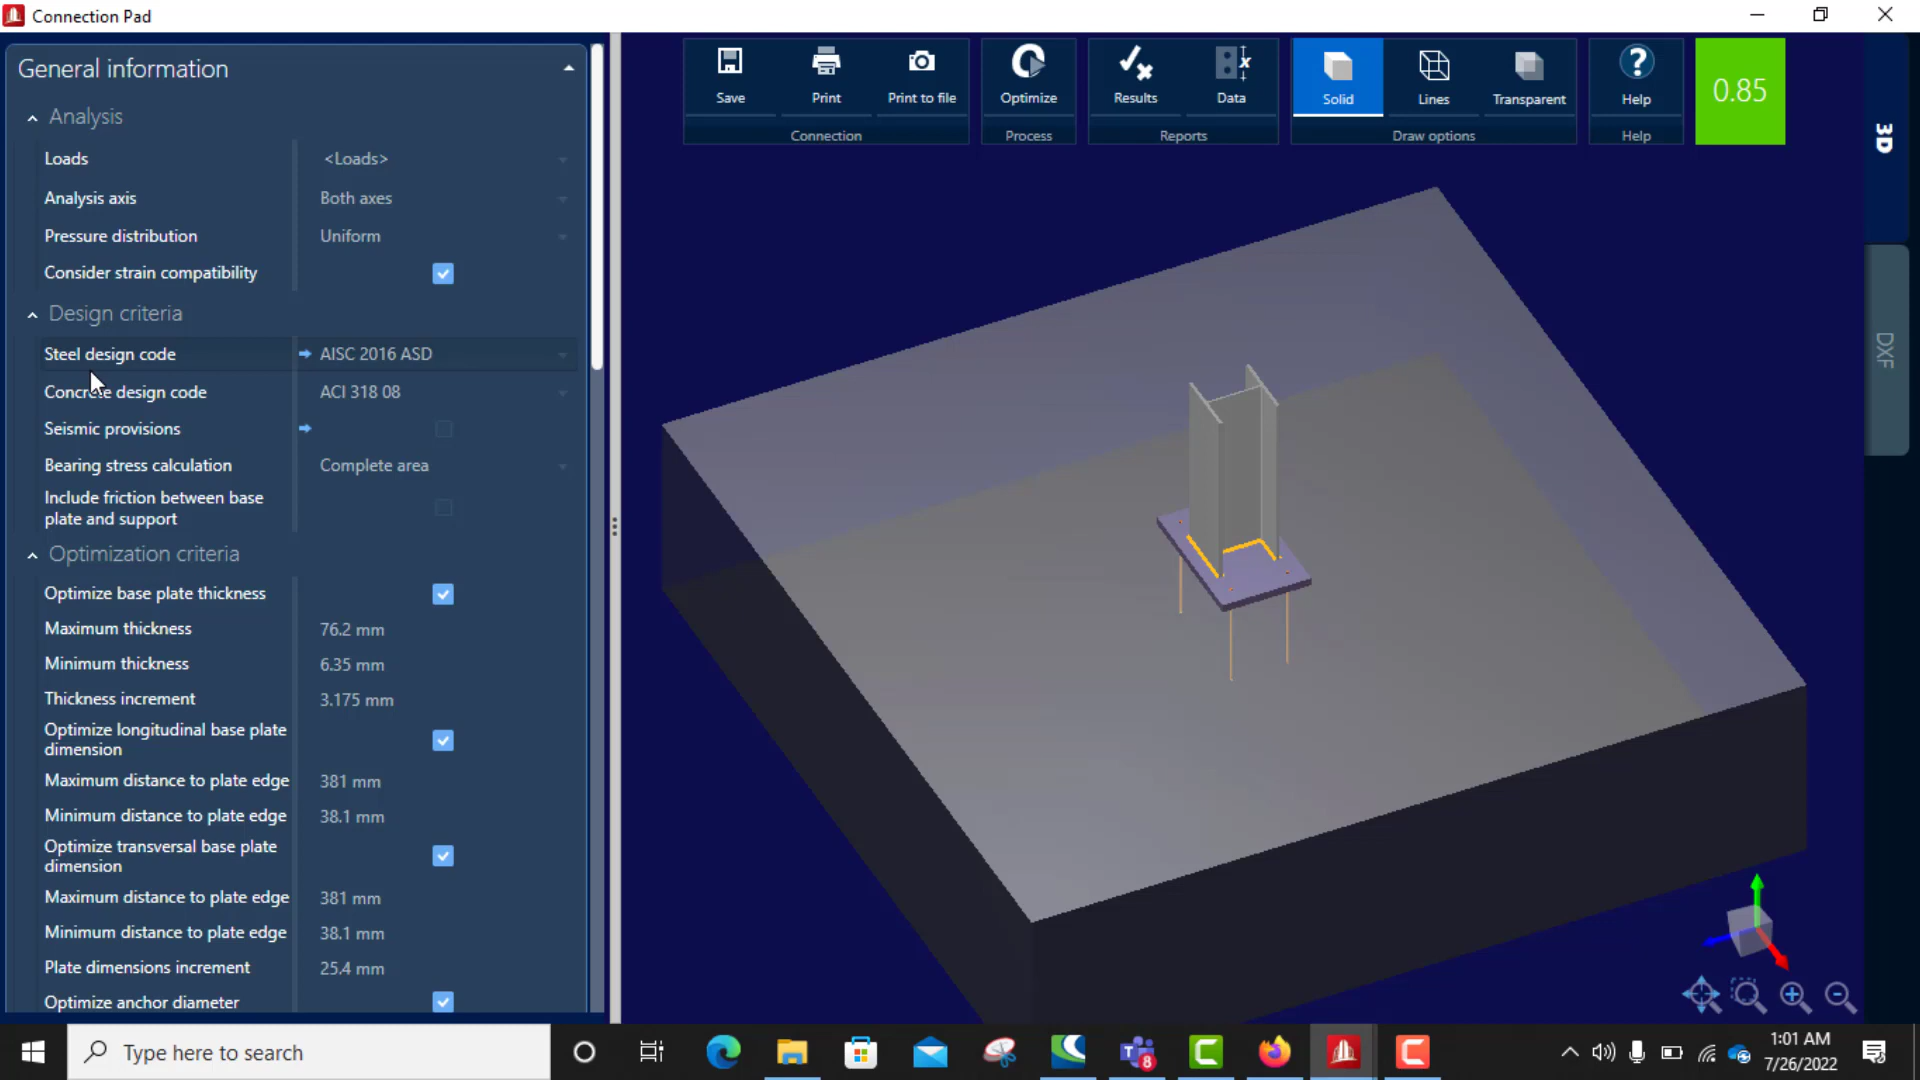 Connection Pad
General information
Analysis
Loads <Loads>
Analysis axis Both axes
Pressure distribution Uniform
Consider strain compatibility
Design criteria
Steel design code AISC 2016 ASD
Concrete design code ACI 318 08
Seismic provisions
Bearing stress calculation Complete area
Include friction between base
plate and support
Optimization criteria
Optimize base plate thickness
Maximum thickness 76.2 mm
Minimum thickness 6.35 mm
Thickness increment 3.175 mm
Optimize longitudinal base plate
dimension
Maximum distance to plate edge 381 mm
Minimum distance to plate edge 38.1 mm
Optimize transversal base plate
dimension
Maximum distance to plate edge 381 mm
Minimum distance to plate edge 38.1 mm
Plate dimensions increment 25.4 mm
Optimize anchor diameter
Save Print Print to file
Connection
Optimize
Process
Results Data
Reports
Solid Lines Transparent
Draw options
Help
Help
0.85
3D
DXF
Type here to search
8
1:01 AM
7/26/2022